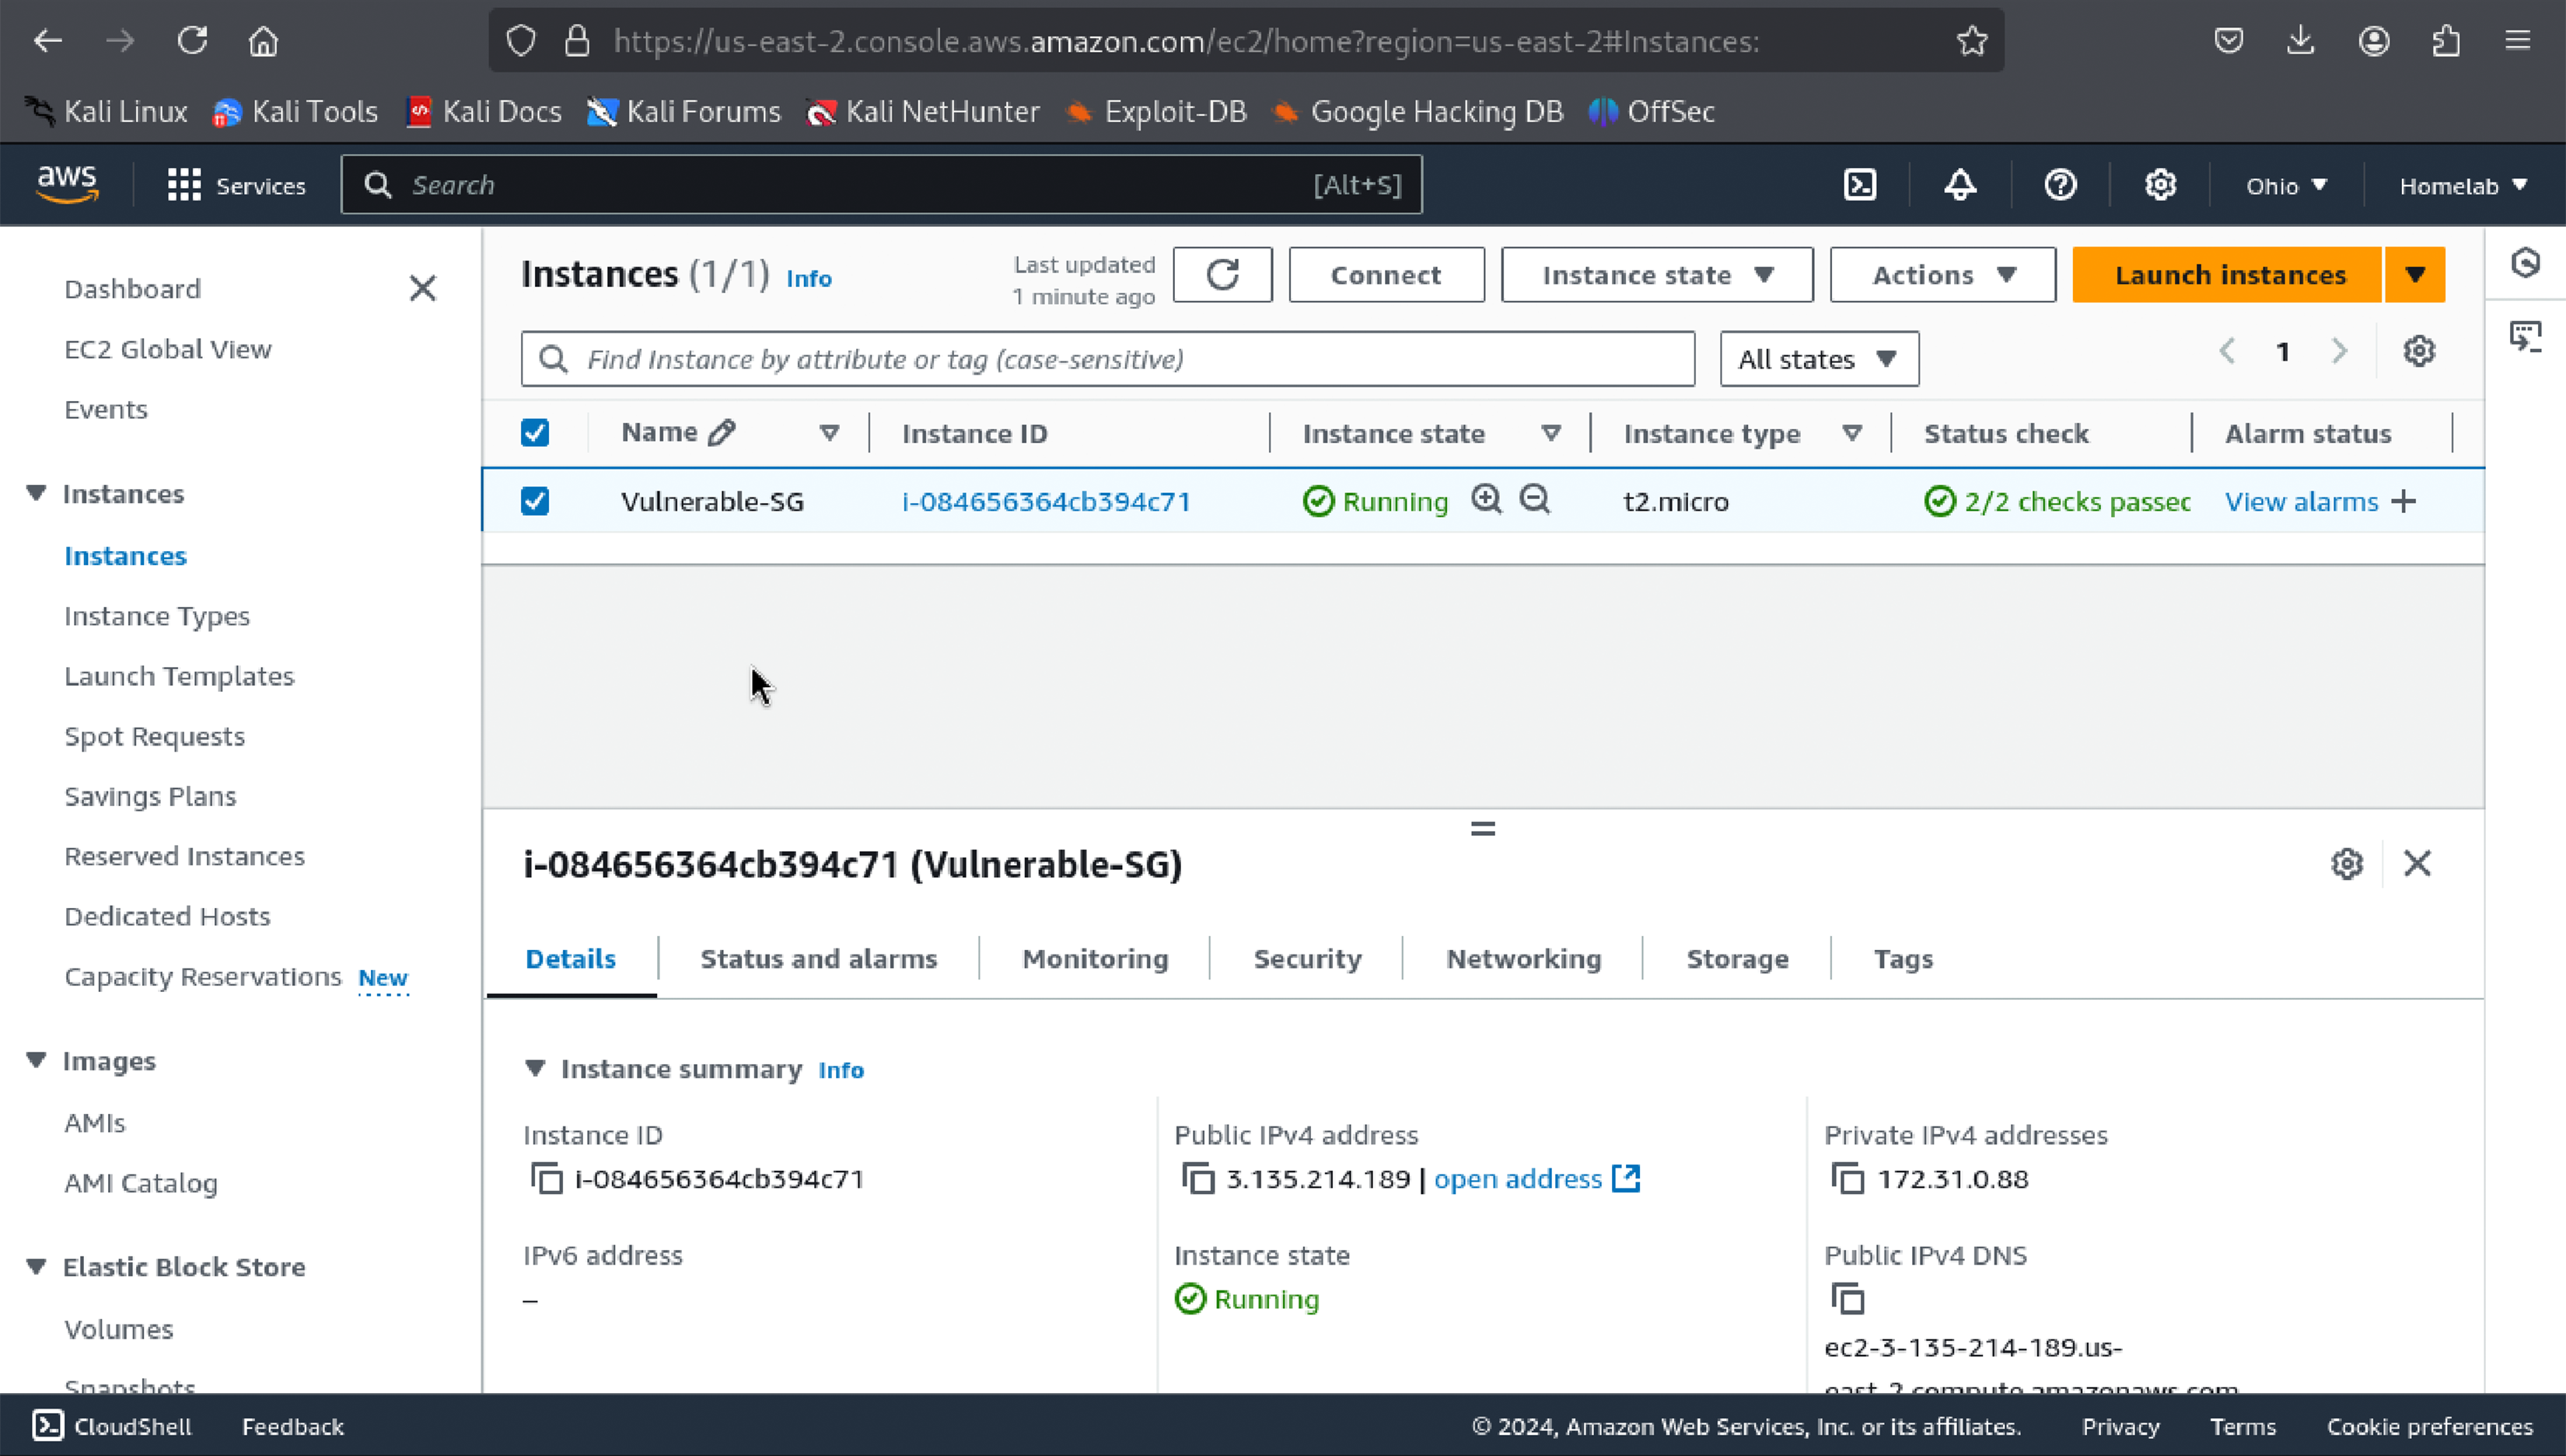 https://us-east-2.console.aws.amazon.com/ec2/home?region=us-east-2#Instances:
Kali Linux Kali Tools Kali Docs Kali Forums Kali NetHunter Exploit-DB Google Hacking DB OffSec
aws Services Search [Alt+S] Ohio Homelab
Dashboard
EC2 Global View
Events
Instances
Instances
Instance Types
Launch Templates
Spot Requests
Savings Plans
Reserved Instances
Dedicated Hosts
Capacity Reservations New
Images
AMIs
AMI Catalog
Elastic Block Store
Volumes
Snapshots
Instances (1/1) Info
Last updated
1 minute ago
Connect Instance state Actions Launch instances
Find Instance by attribute or tag (case-sensitive) All states 1
Name Instance ID Instance state Instance type Status check Alarm status
Vulnerable-SG i-084656364cb394c71 Running t2.micro 2/2 checks passec View alarms +
i-084656364cb394c71 (Vulnerable-SG)
Details Status and alarms Monitoring Security Networking Storage Tags
Instance summary Info
Instance ID
i-084656364cb394c71
IPv6 address
–
Public IPv4 address
3.135.214.189 | open address
Instance state
Running
Private IPv4 addresses
172.31.0.88
Public IPv4 DNS
ec2-3-135-214-189.us-
east-2.compute.amazonaws.com
CloudShell Feedback © 2024, Amazon Web Services, Inc. or its affiliates. Privacy Terms Cookie preferences